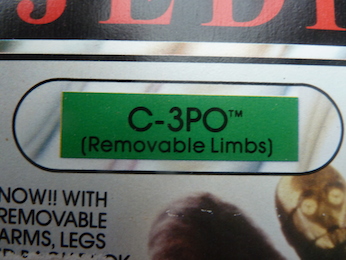 JEDI
C-3PO™
(Removable Limbs)
NOW!! WITH
REMOVABLE
ARMS, LEGS